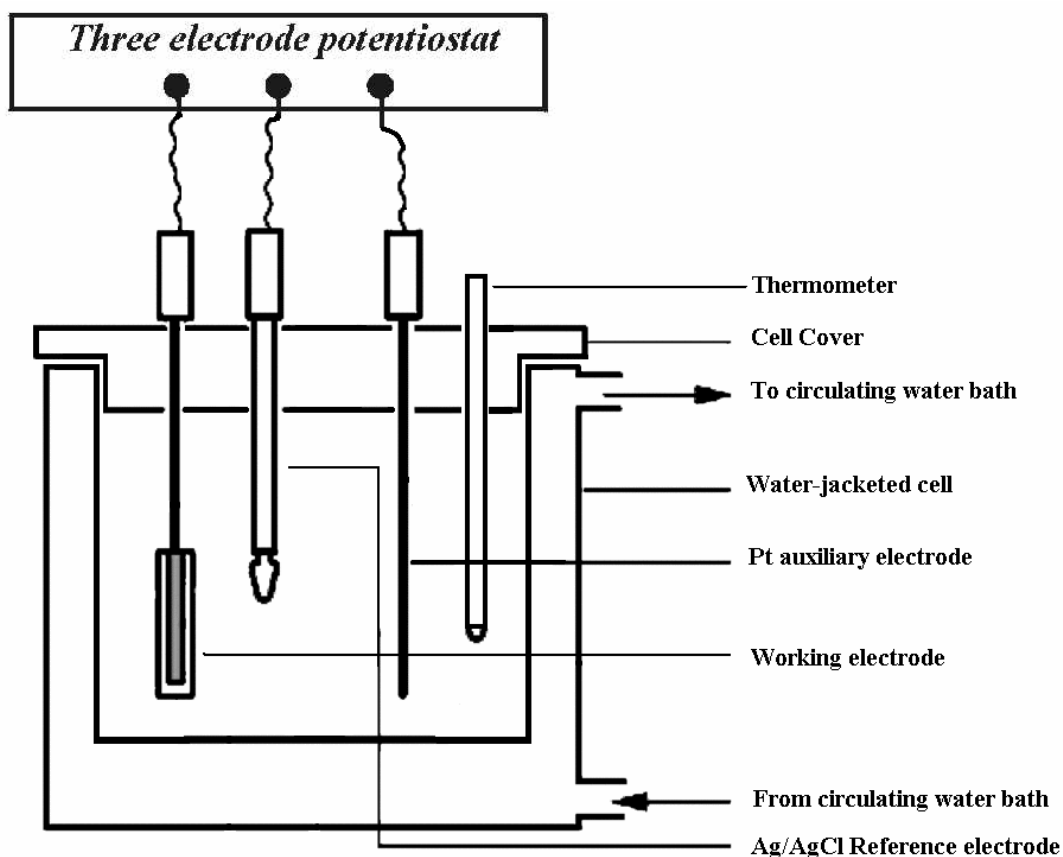 Three electrode potentiostat
Thermometer
Cell Cover
To circulating water bath
Water-jacketed cell
Pt auxiliary electrode
Working electrode
From circulating water bath
Ag/AgCl Reference electrode